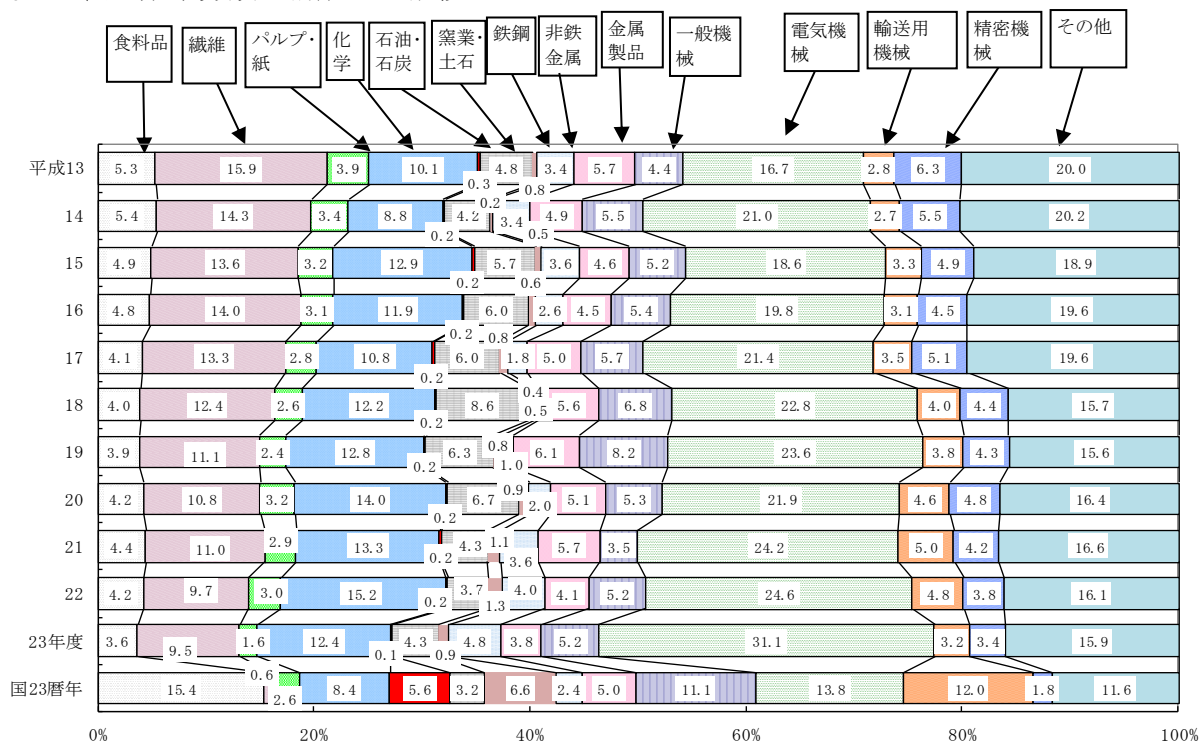 食料品
繊維
パルプ・
紙
化
学
石油・
石炭
窯業・
土石
鉄鋼
非鉄
金属
金属
製品
一般機
械
電気機
械
輸送用
機械
精密機
械
その他
平成13 5.3 15.9 3.9 10.1 0.3 4.8 0.8 3.4 5.7 4.4 16.7 2.8 6.3 20.0
14 5.4 14.3 3.4 8.8 0.2 4.2 0.2 3.4 4.9 5.5 21.0 2.7 5.5 20.2
15 4.9 13.6 3.2 12.9 0.2 5.7 0.5 3.6 4.6 5.2 18.6 3.3 4.9 18.9
16 4.8 14.0 3.1 11.9 0.2 6.0 0.6 2.6 4.5 5.4 19.8 3.1 4.5 19.6
17 4.1 13.3 2.8 10.8 0.2 6.0 0.8 1.8 5.0 5.7 21.4 3.5 5.1 19.6
18 4.0 12.4 2.6 12.2 0.2 8.6 0.4 0.5 5.6 6.8 22.8 4.0 4.4 15.7
19 3.9 11.1 2.4 12.8 0.2 6.3 0.8 1.0 6.1 8.2 23.6 3.8 4.3 15.6
20 4.2 10.8 3.2 14.0 0.2 6.7 0.9 2.0 5.1 5.3 21.9 4.6 4.8 16.4
21 4.4 11.0 2.9 13.3 0.2 4.3 1.1 3.6 5.7 3.5 24.2 5.0 4.2 16.6
22 4.2 9.7 3.0 15.2 0.2 3.7 1.3 4.0 4.1 5.2 24.6 4.8 3.8 16.1
23年度 3.6 9.5 1.6 12.4 0.1 4.3 0.9 4.8 3.8 5.2 31.1 3.2 3.4 15.9
国23暦年 15.4 0.6 2.6 8.4 5.6 3.2 6.6 2.4 5.0 11.1 13.8 12.0 1.8 11.6
0% 20% 40% 60% 80% 100%